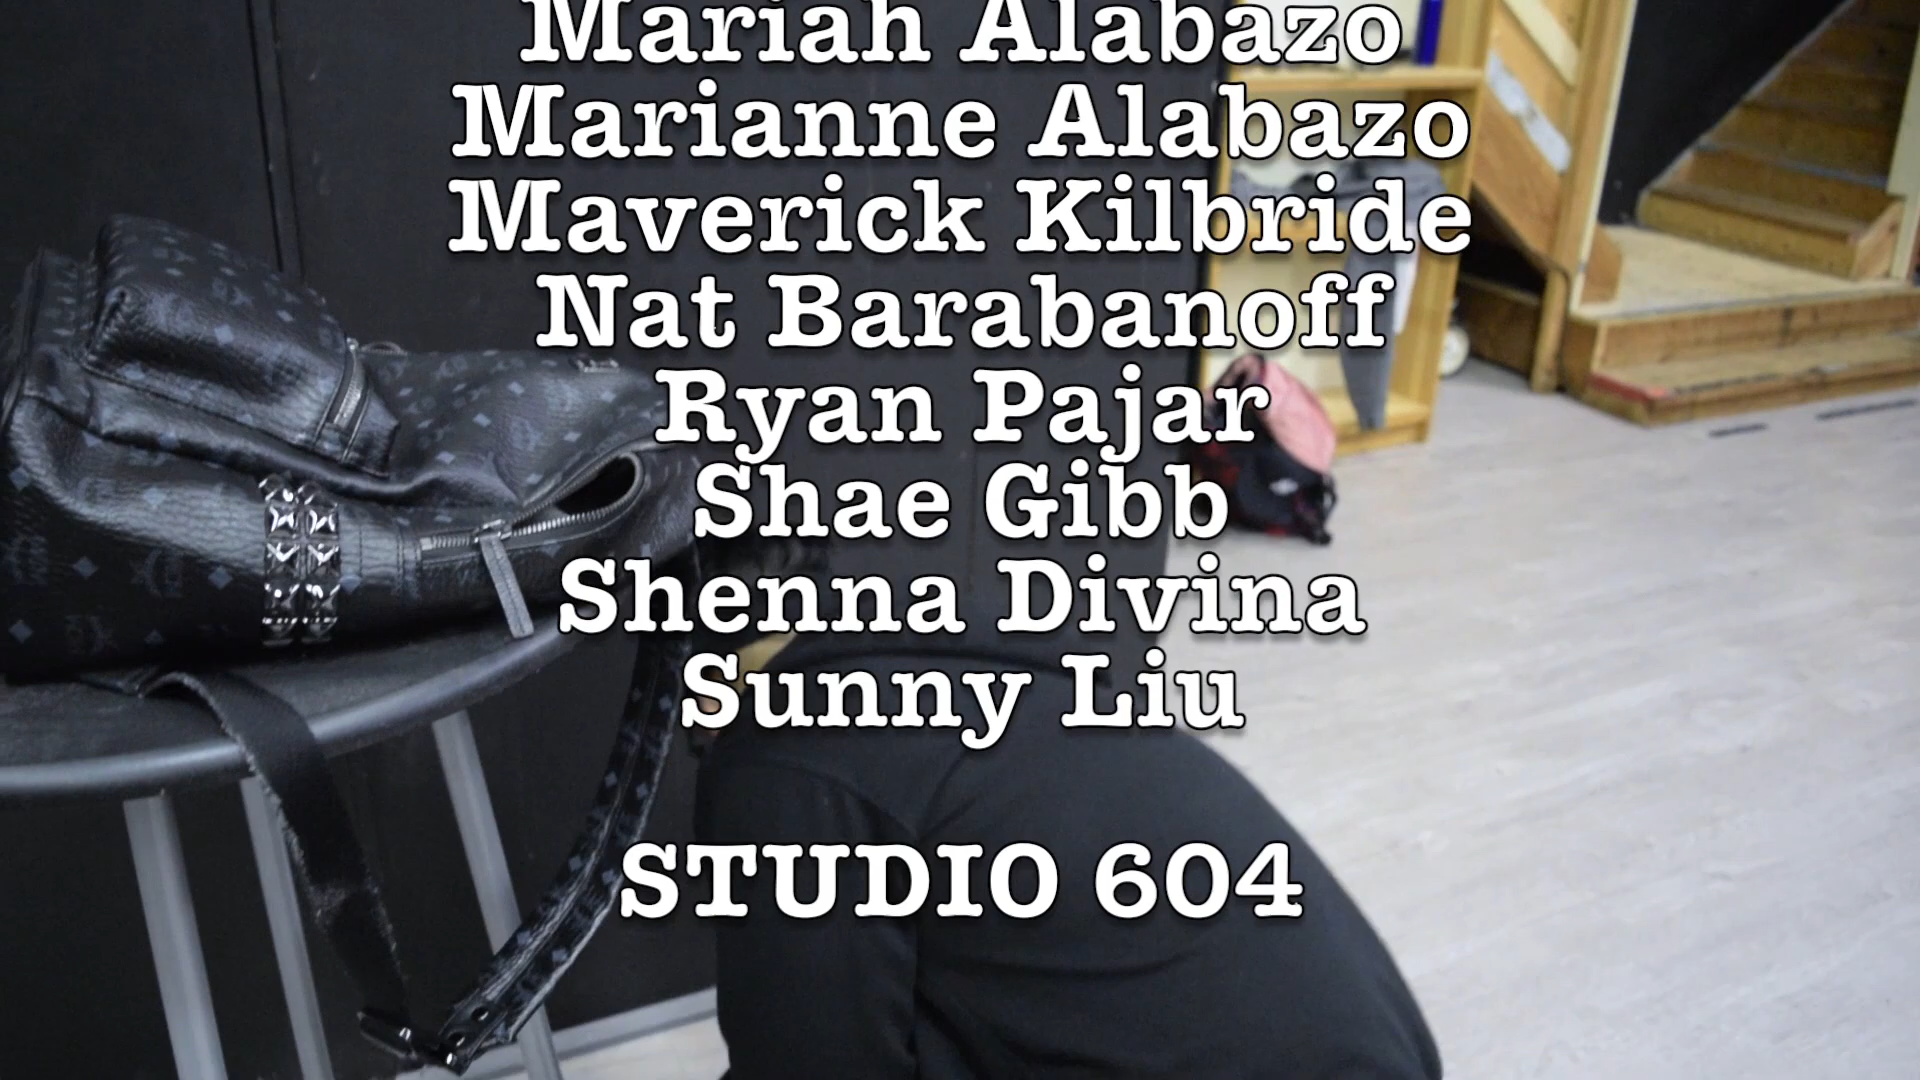 Mariah Alabazo
Marianne Alabazo
Maverick Kilbride
Nat Barabanoff
Ryan Pajar
Shae Gibb
Shenna Divina
Sunny Liu
STUDIO 604